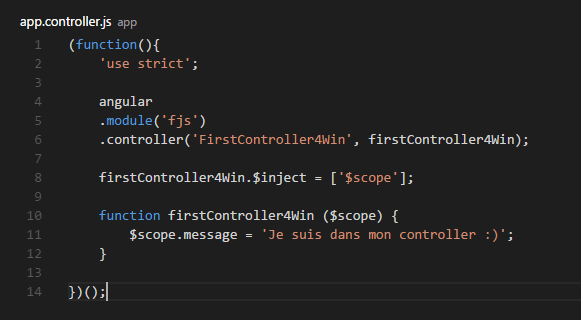 app.controller.js app
1 (function(){
2 'use strict';
3
4 angular
5 .module('fjs')
6 .controller('FirstController4Win', firstController4Win);
7
8 firstController4Win.$inject = ['$scope'];
9
10 function firstController4Win ($scope) {
11 $scope.message = 'Je suis dans mon controller :)';
12 }
13
14 })();